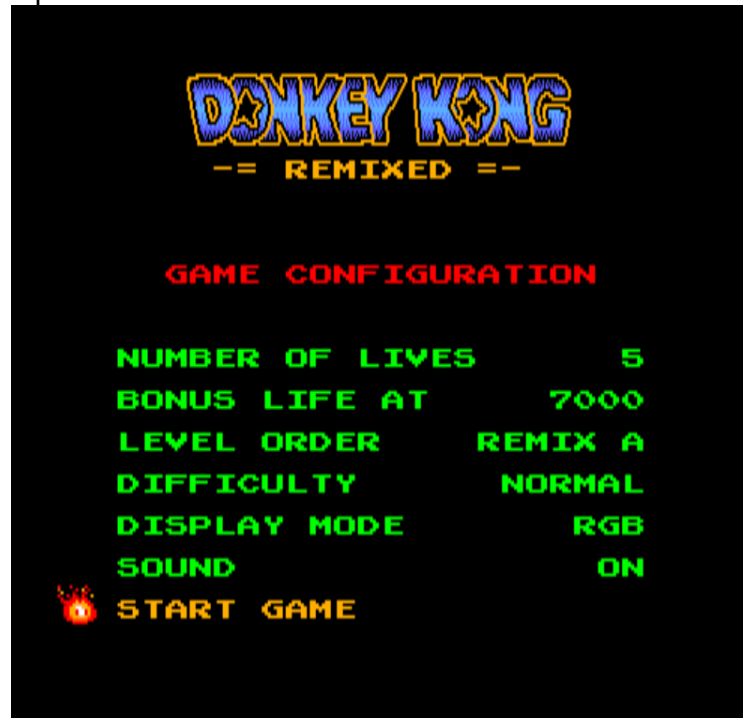 DONKEY KONG
-= REMIXED =-
GAME CONFIGURATION
NUMBER OF LIVES 5
BONUS LIFE AT 7000
LEVEL ORDER REMIX A
DIFFICULTY NORMAL
DISPLAY MODE RGB
SOUND ON
START GAME